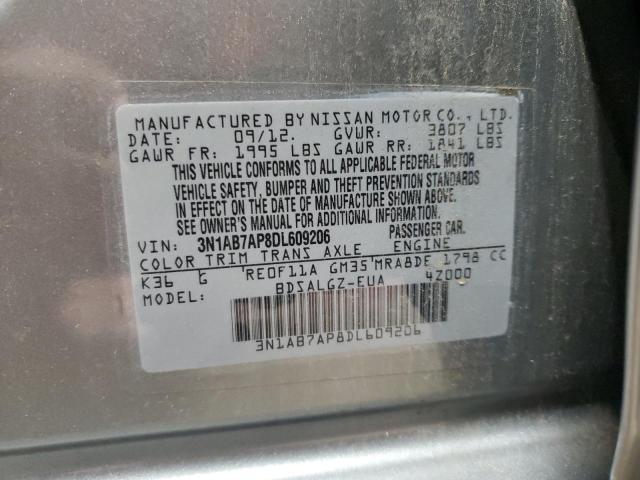 MANUFACTURED BY NISSAN MOTOR CO., LTD.
DATE: 09/12. GVWR: 3807 LBS
GAWR FR: 1995 LBS GAWR RR: 1841 LBS
THIS VEHICLE CONFORMS TO ALL APPLICABLE FEDERAL MOTOR
VEHICLE SAFETY, BUMPER AND THEFT PREVENTION STANDARDS
IN EFFECT ON THE DATE OF MANUFACTURE SHOWN ABOVE.
SEE OWNER'S MANUAL FOR ADDITIONAL INFORMATION.
VIN: 3N1AB7AP8DL609206 PASSENGER CAR.
COLOR TRIM TRANS AXLE ENGINE
K36 G RE0F11A GM35 MRA8DE 1798 CC
MODEL: BDSALGZ-EUA 4Z000
3N1AB7AP8DL609206